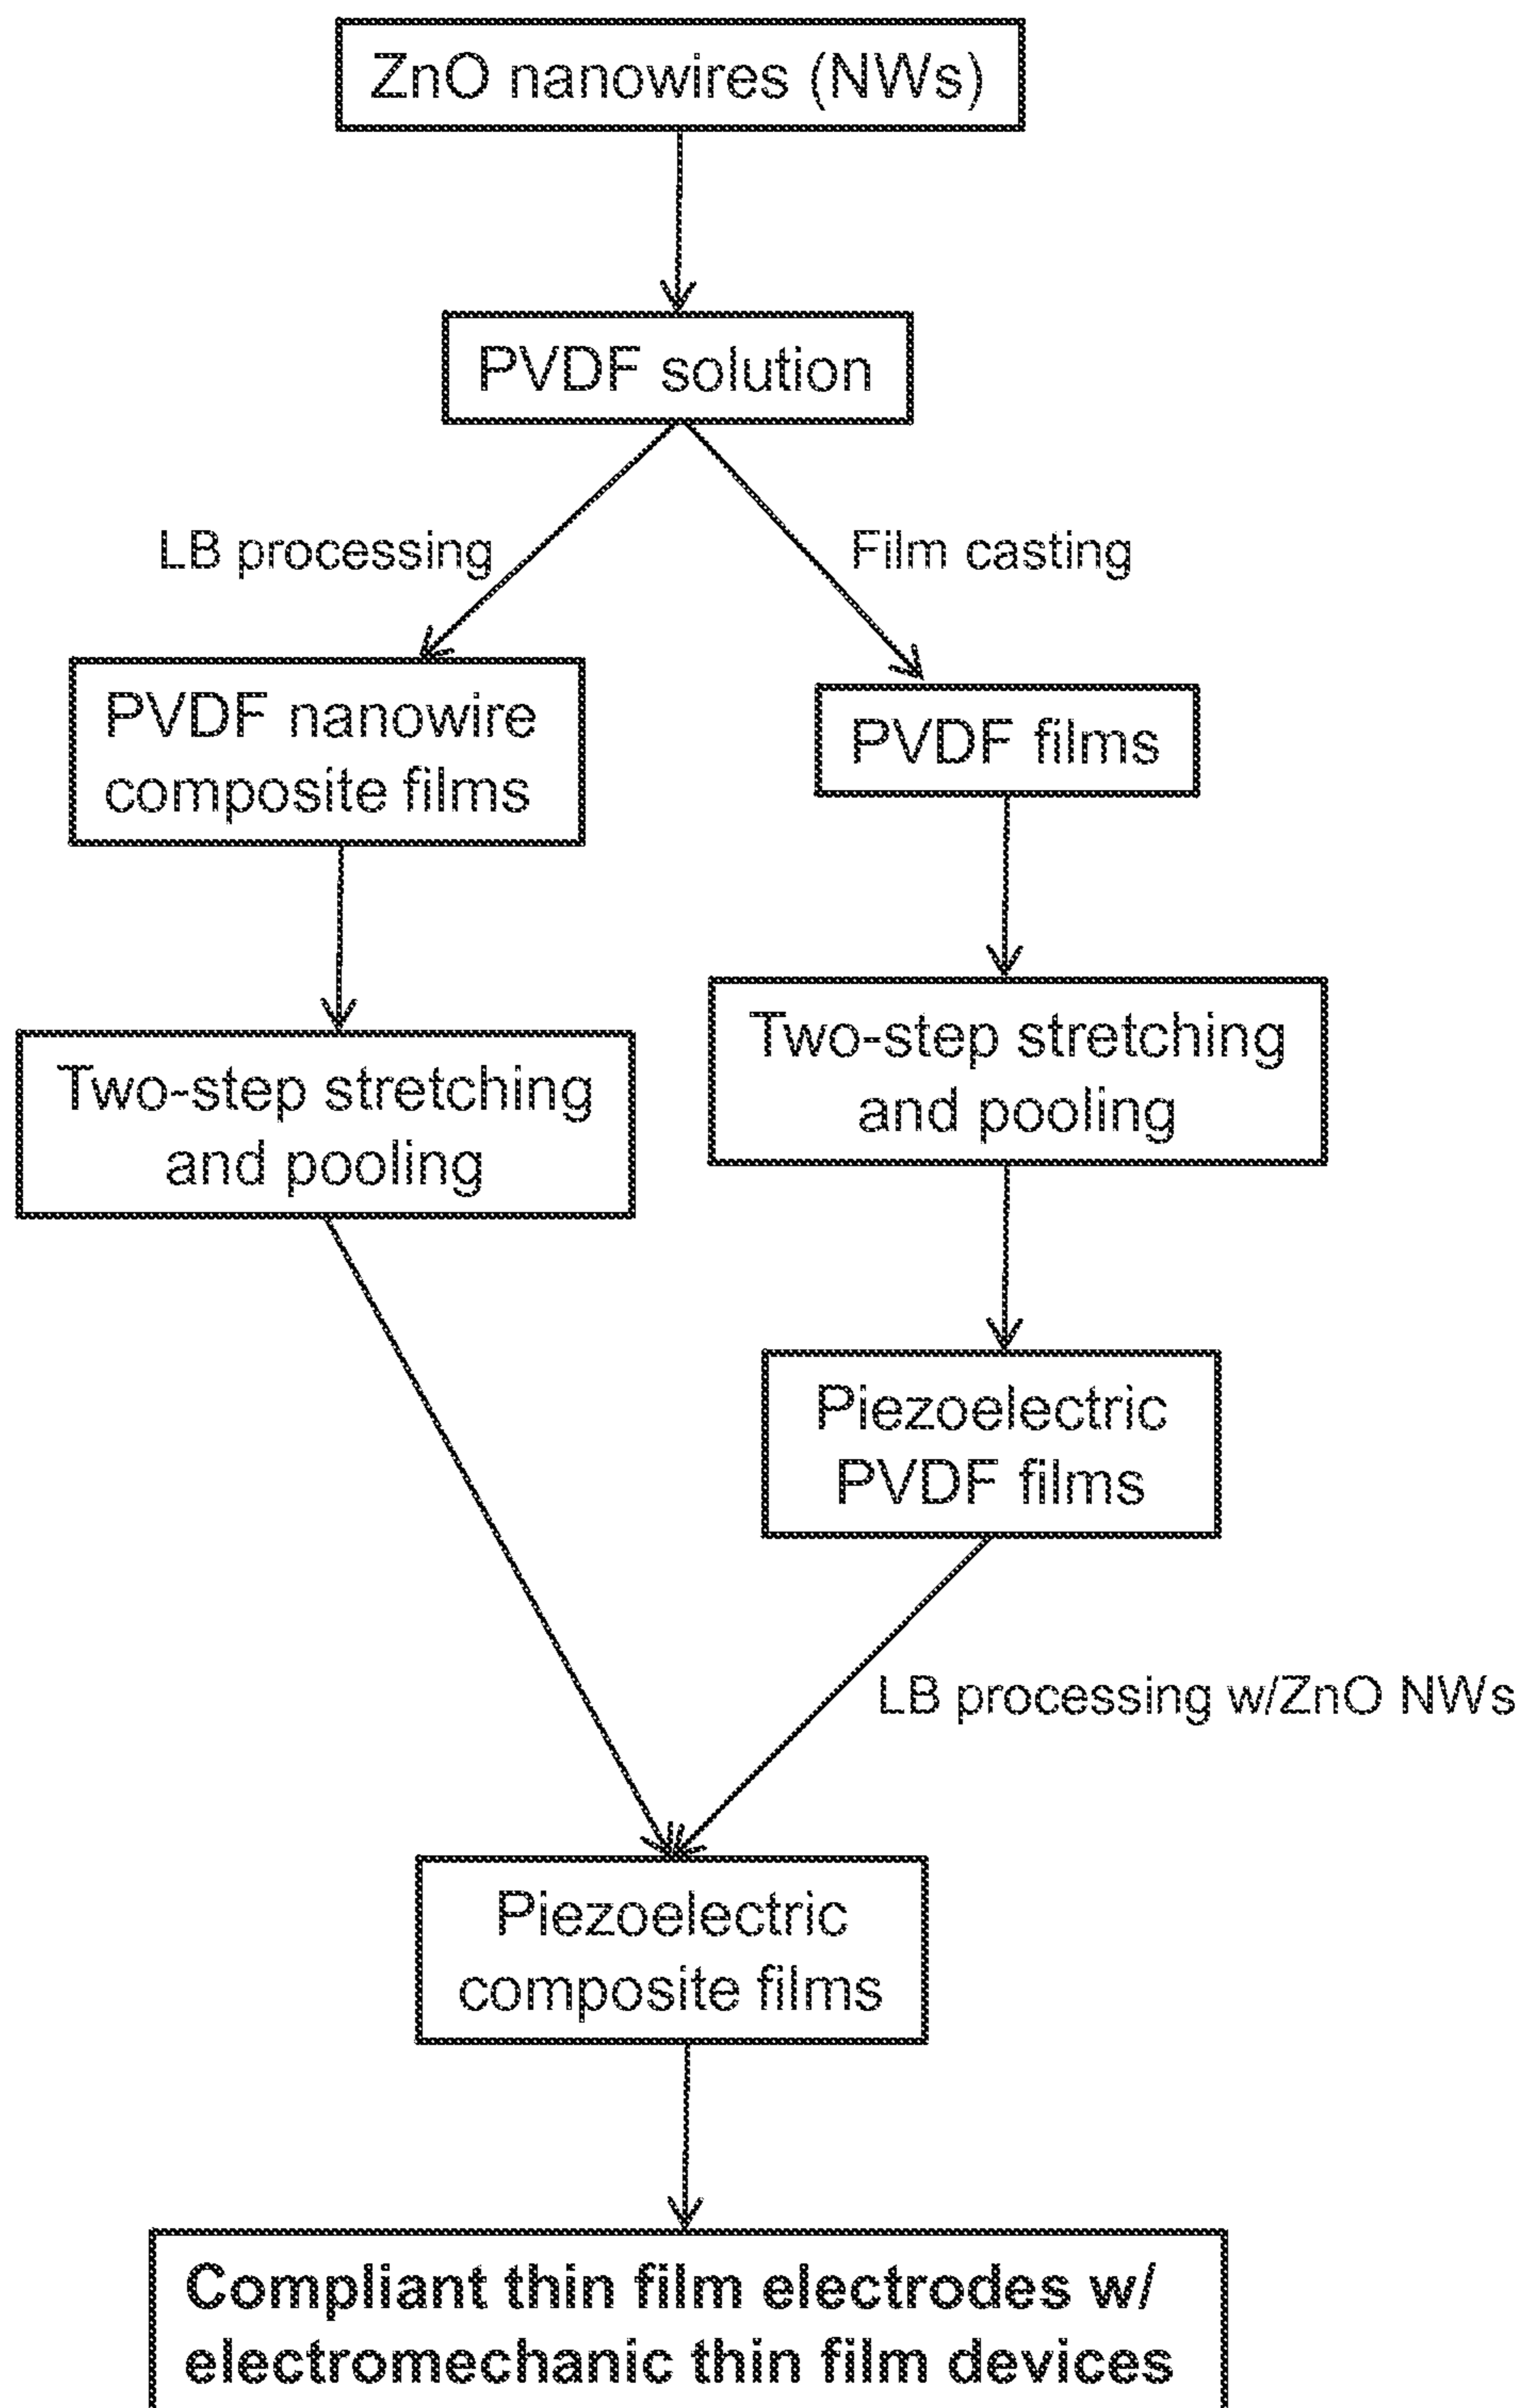 ZnO nanowires (NWs)
PVDF solution
LB processing
Film casting
PVDF nanowire
composite films
PVDF films
Two-step stretching
and pooling
Two-step stretching
and pooling
Piezoelectric
PVDF films
LB processing w/ZnO NWs
Piezoelectric
composite films
Compliant thin film electrodes w/
electromechanic thin film devices